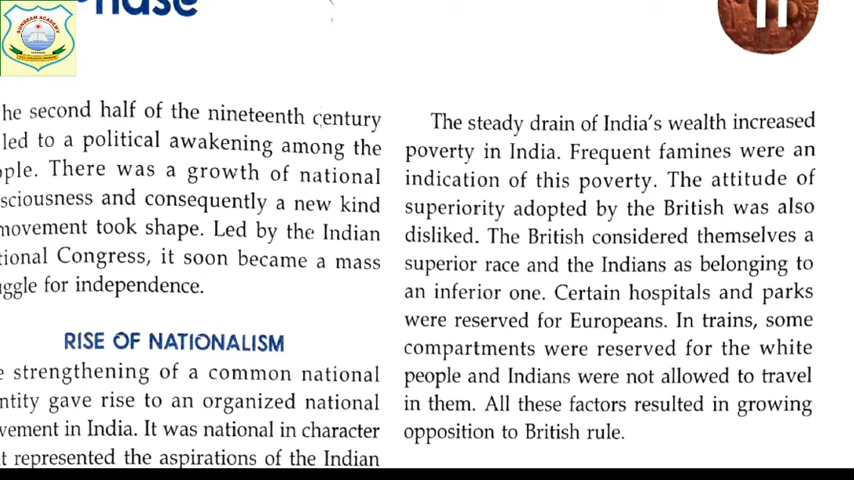 SUNBEAM ACADEMY
Phase
11
he second half of the nineteenth century
led to a political awakening among the
ople. There was a growth of national
sciousness and consequently a new kind
movement took shape. Led by the Indian
tional Congress, it soon became a mass
uggle for independence.
RISE OF NATIONALISM
e strengthening of a common national
ntity gave rise to an organized national
vement in India. It was national in character
t represented the aspirations of the Indian
The steady drain of India's wealth increased
poverty in India. Frequent famines were an
indication of this poverty. The attitude of
superiority adopted by the British was also
disliked. The British considered themselves a
superior race and the Indians as belonging to
an inferior one. Certain hospitals and parks
were reserved for Europeans. In trains, some
compartments were reserved for the white
people and Indians were not allowed to travel
in them. All these factors resulted in growing
opposition to British rule.